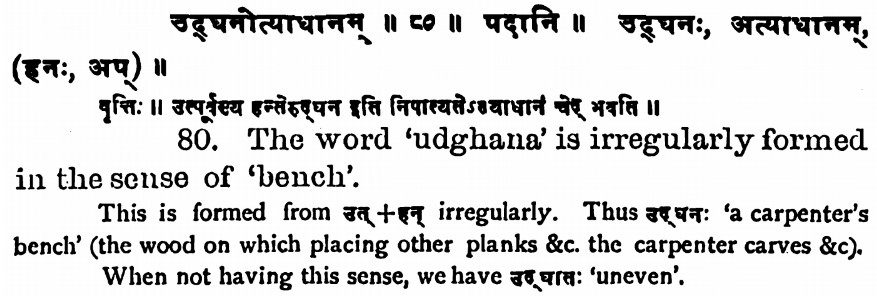 उद्घनोत्याधानम् ॥ ८० ॥ पदानि ॥ उद्घनः, अत्याधानम्,
(हनः, अप्) ॥
वृत्तिः ॥ उत्पूर्वस्य हन्तेरुद्घन इति निपात्यतेऽत्याधानं चेद् भवति ॥
80. The word ‘udghana’ is irregularly formed
in the sense of ‘bench’.
This is formed from उत्+हन् irregularly. Thus उद्घनः ‘a carpenter's
bench’ (the wood on which placing other planks &c. the carpenter carves &c).
When not having this sense, we have उद्घातः ‘uneven’.